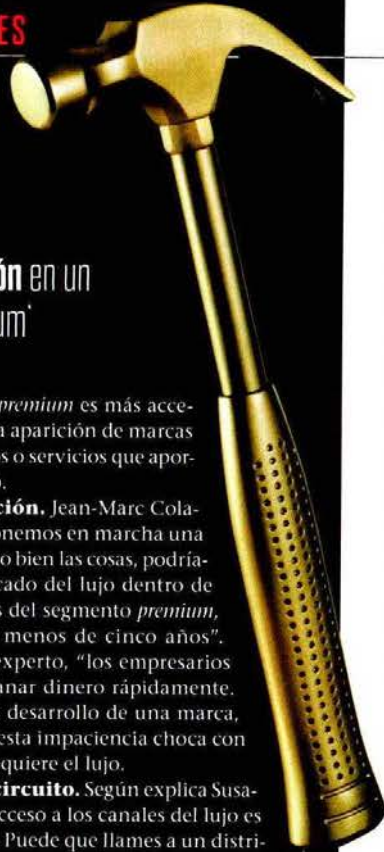 ES
ón en un
um'
premium es más acce-
a aparición de marcas
os o servicios que apor-
o.
ción. Jean-Marc Cola-
onemos en marcha una
o bien las cosas, podría-
cado del lujo dentro de
s del segmento premium,
menos de cinco años”.
experto, “los empresarios
anar dinero rápidamente.
desarrollo de una marca,
esta impaciencia choca con
quiere el lujo.
circuito. Según explica Susa-
cceso a los canales del lujo es
Puede que llames a un distri-